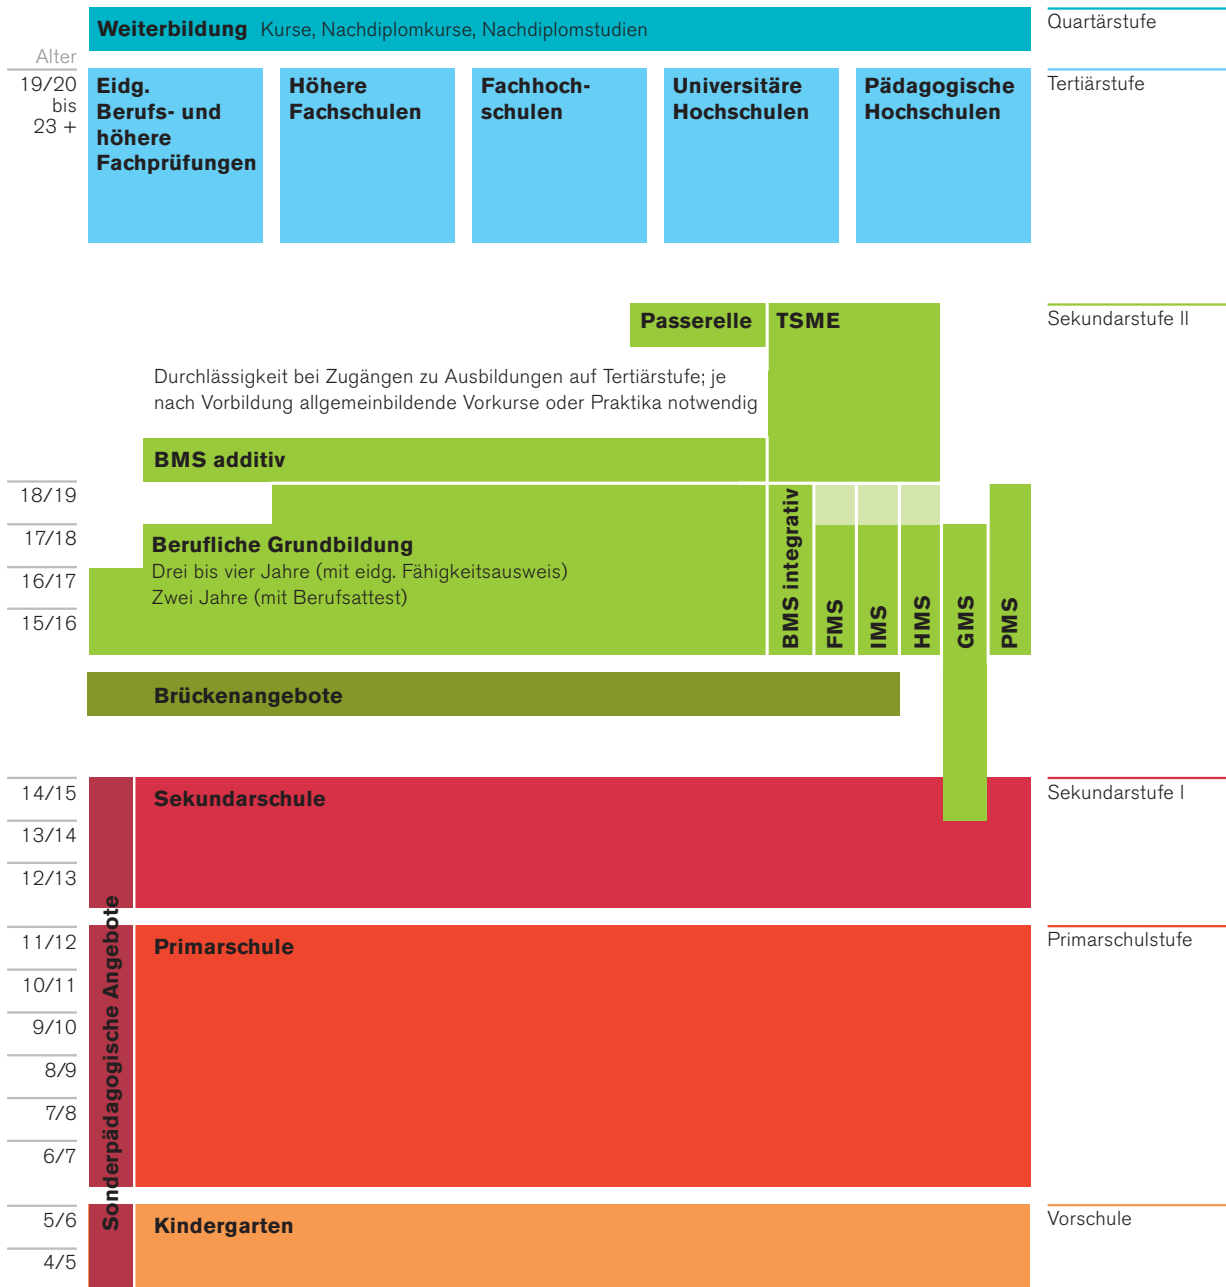 Weiterbildung Kurse, Nachdiplomkurse, Nachdiplomstudien
Quartärstufe
Alter
19/20
bis
23 +
Eidg.
Berufs- und
höhere
Fachprüfungen
Höhere
Fachschulen
Fachhoch-
schulen
Universitäre
Hochschulen
Pädagogische
Hochschulen
Tertiärstufe
Passerelle
TSME
Sekundarstufe II
Durchlässigkeit bei Zugängen zu Ausbildungen auf Tertiärstufe; je
nach Vorbildung allgemeinbildende Vorkurse oder Praktika notwendig
BMS additiv
18/19
17/18
16/17
15/16
Berufliche Grundbildung
Drei bis vier Jahre (mit eidg. Fähigkeitsausweis)
Zwei Jahre (mit Berufsattest)
BMS integrativ
FMS
IMS
HMS
GMS
PMS
Brückenangebote
14/15
13/14
12/13
Sekundarschule
Sekundarstufe I
Sonderpädagogische Angebote
11/12
10/11
9/10
8/9
7/8
6/7
Primarschule
Primarschulstufe
5/6
4/5
Kindergarten
Vorschule